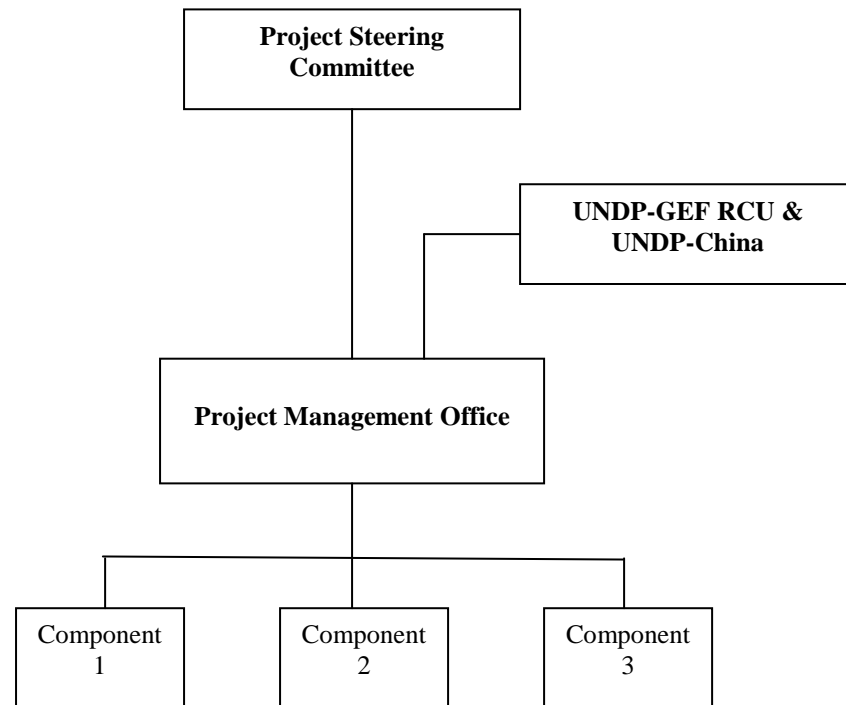 Project Steering
Committee
UNDP-GEF RCU &
UNDP-China
Project Management Office
Component
1
Component
2
Component
3